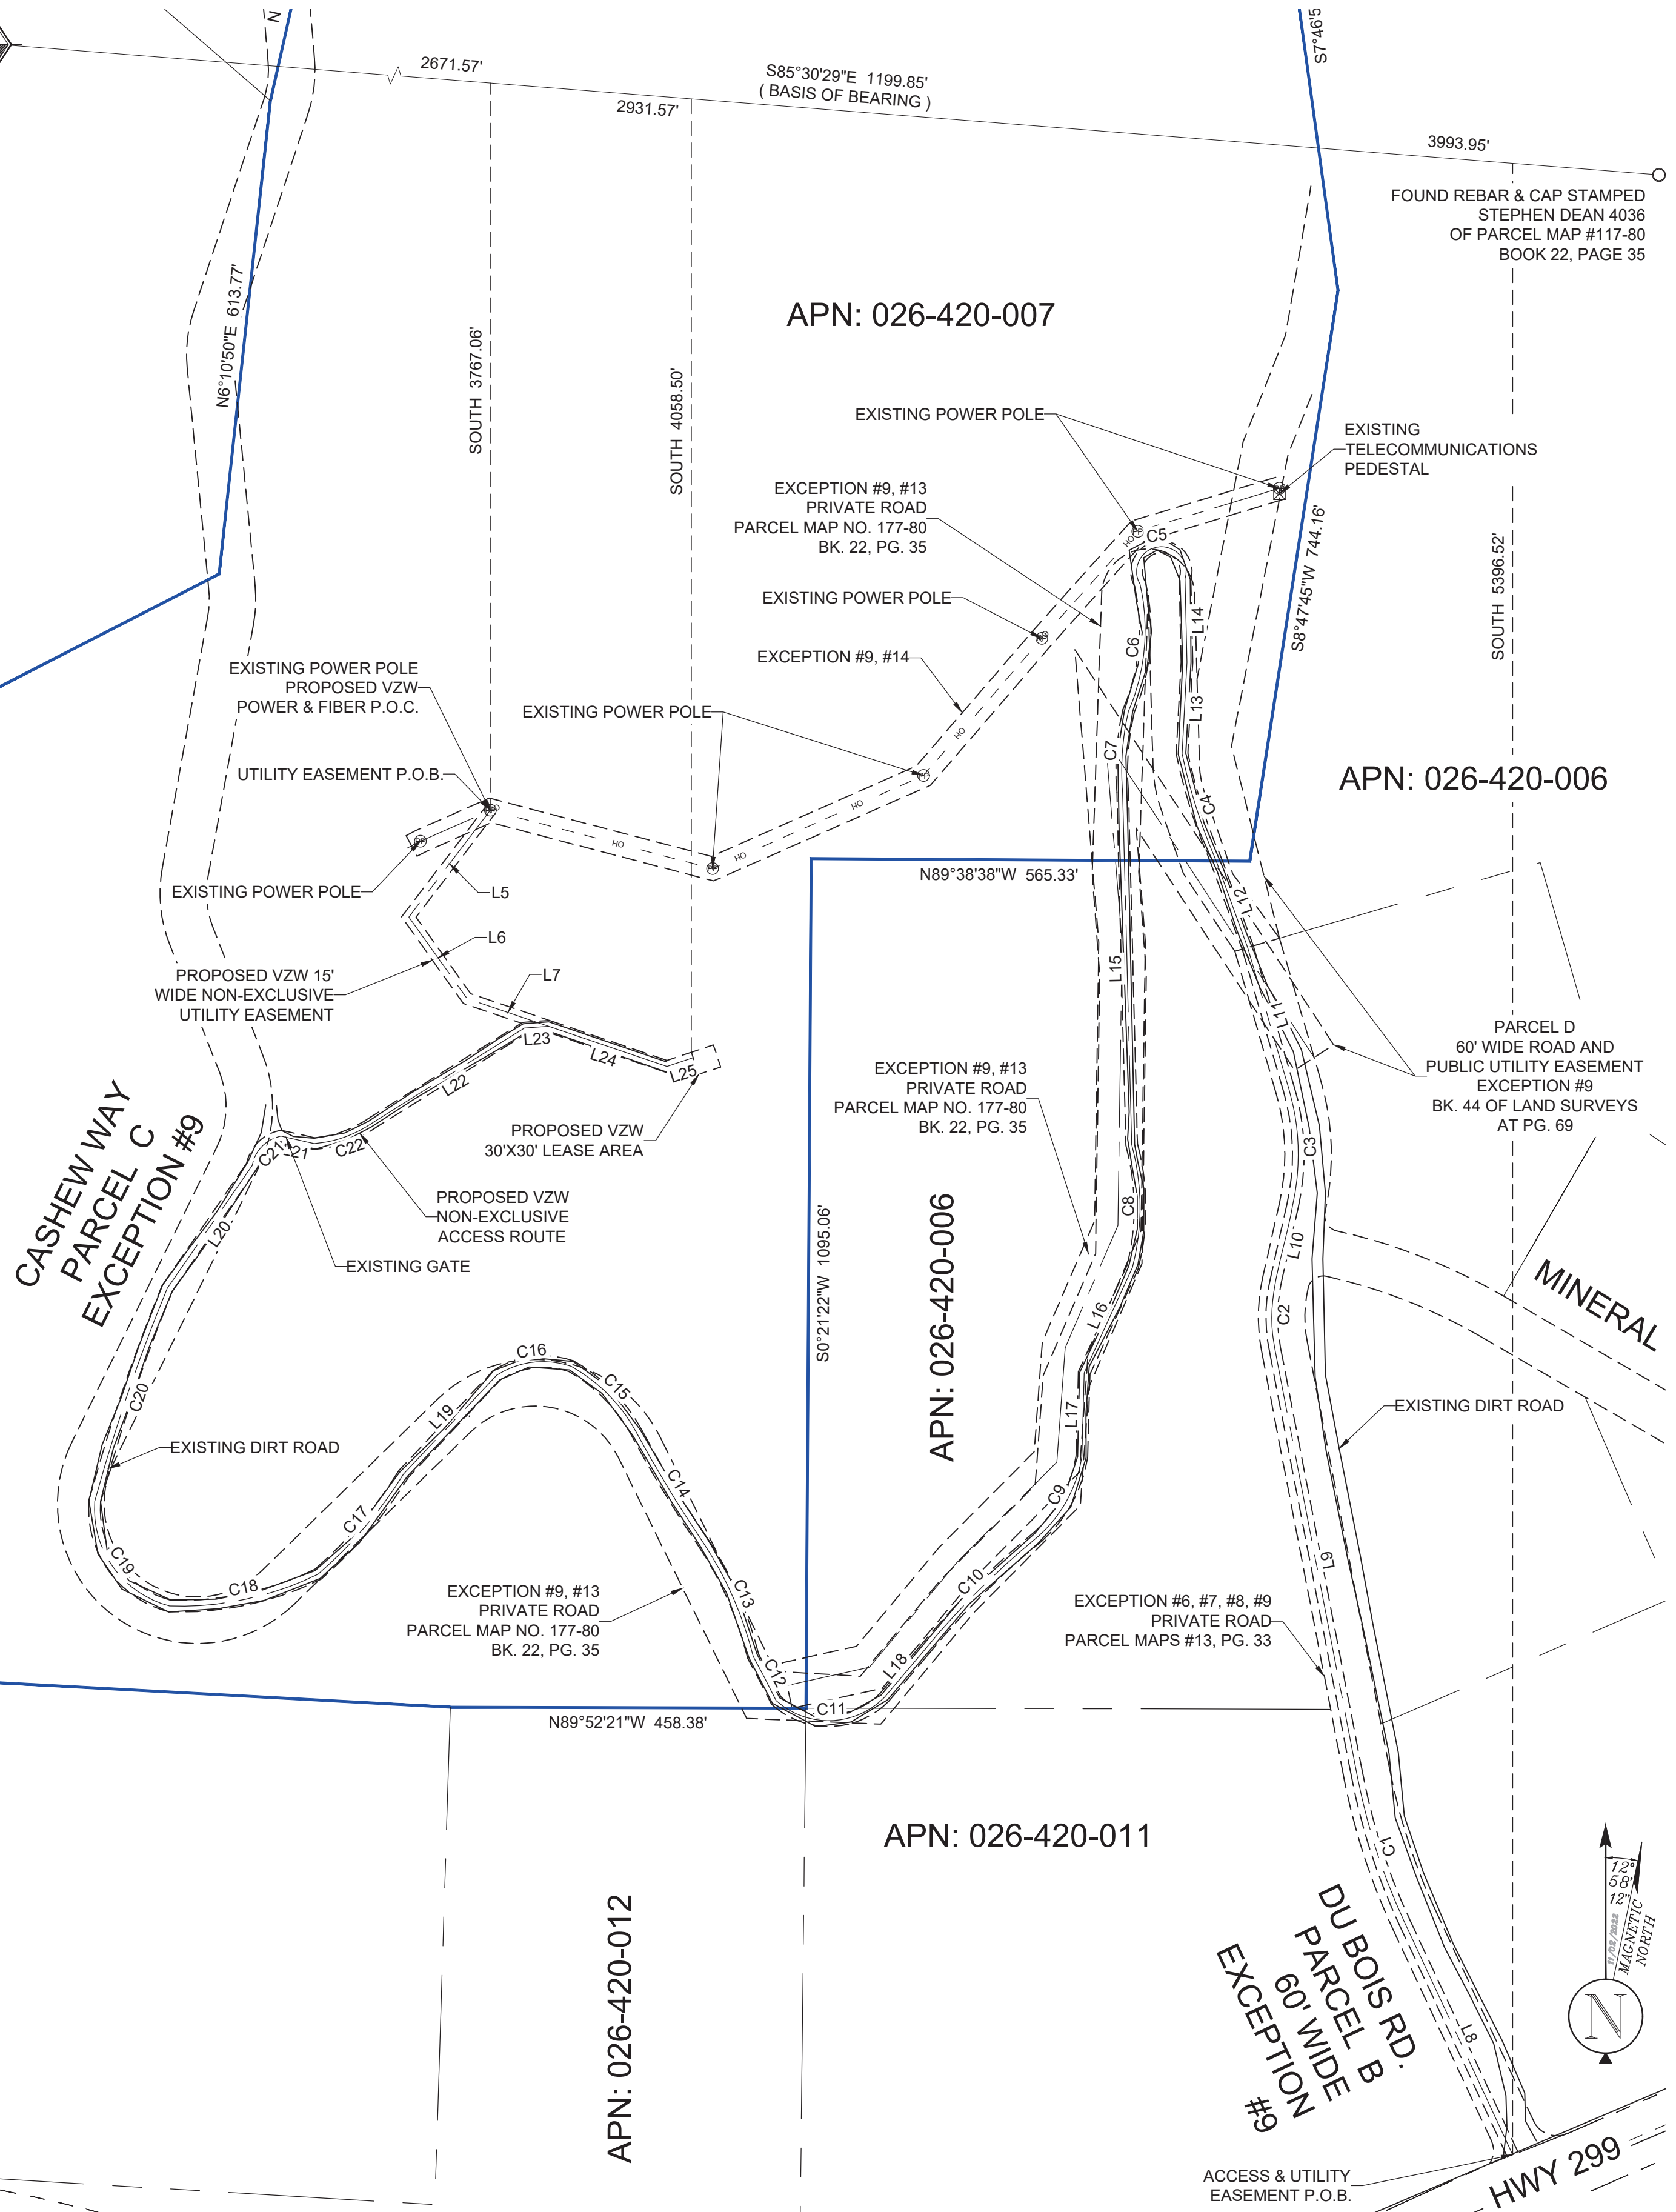 N
2671.57'
S85°30'29"E 1199.85'
( BASIS OF BEARING )
2931.57'
S7°46'5
3993.95'
FOUND REBAR & CAP STAMPED
STEPHEN DEAN 4036
OF PARCEL MAP #117-80
BOOK 22, PAGE 35
N6°10'50"E 613.77'
SOUTH 3767.06'
SOUTH 4058.50'
APN: 026-420-007
EXISTING POWER POLE
EXISTING
TELECOMMUNICATIONS
PEDESTAL
EXCEPTION #9, #13
PRIVATE ROAD
PARCEL MAP NO. 177-80
BK. 22, PG. 35
C5
HO
S8°47'45"W 744.16'
SOUTH 5396.52'
EXISTING POWER POLE
L14
C6
EXCEPTION #9, #14
EXISTING POWER POLE
PROPOSED VZW
POWER & FIBER P.O.C.
EXISTING POWER POLE
L13
HO
C7
UTILITY EASEMENT P.O.B.
APN: 026-420-006
HO
C4
HO
HO
N89°38'38"W 565.33'
EXISTING POWER POLE
L5
L12
L6
L15
PROPOSED VZW 15'
WIDE NON-EXCLUSIVE
UTILITY EASEMENT
L7
L11
PARCEL D
60' WIDE ROAD AND
PUBLIC UTILITY EASEMENT
EXCEPTION #9
BK. 44 OF LAND SURVEYS
AT PG. 69
L23
L24
L25
L22
EXCEPTION #9, #13
PRIVATE ROAD
PARCEL MAP NO. 177-80
BK. 22, PG. 35
CASHEW WAY
PARCEL C
EXCEPTION #9
C21
L21
C22
PROPOSED VZW
30'X30' LEASE AREA
C3
PROPOSED VZW
NON-EXCLUSIVE
ACCESS ROUTE
EXISTING GATE
L20
C8
L10
S0°21'22"W 1095.06'
APN: 026-420-006
MINERAL
L16
C2
C16
C15
C20
L19
L17
EXISTING DIRT ROAD
EXISTING DIRT ROAD
C14
C9
C17
C19
C18
L9
C10
EXCEPTION #9, #13
PRIVATE ROAD
PARCEL MAP NO. 177-80
BK. 22, PG. 35
C13
EXCEPTION #6, #7, #8, #9
PRIVATE ROAD
PARCEL MAPS #13, PG. 33
C12
L18
C11
N89°52'21"W 458.38'
APN: 026-420-011
C1
APN: 026-420-012
DU BOIS RD.
PARCEL B
60' WIDE
EXCEPTION
#9
12°
58'
12"
11/02/2022
MAGNETIC
NORTH
N
L8
HWY 299
ACCESS & UTILITY
EASEMENT P.O.B.